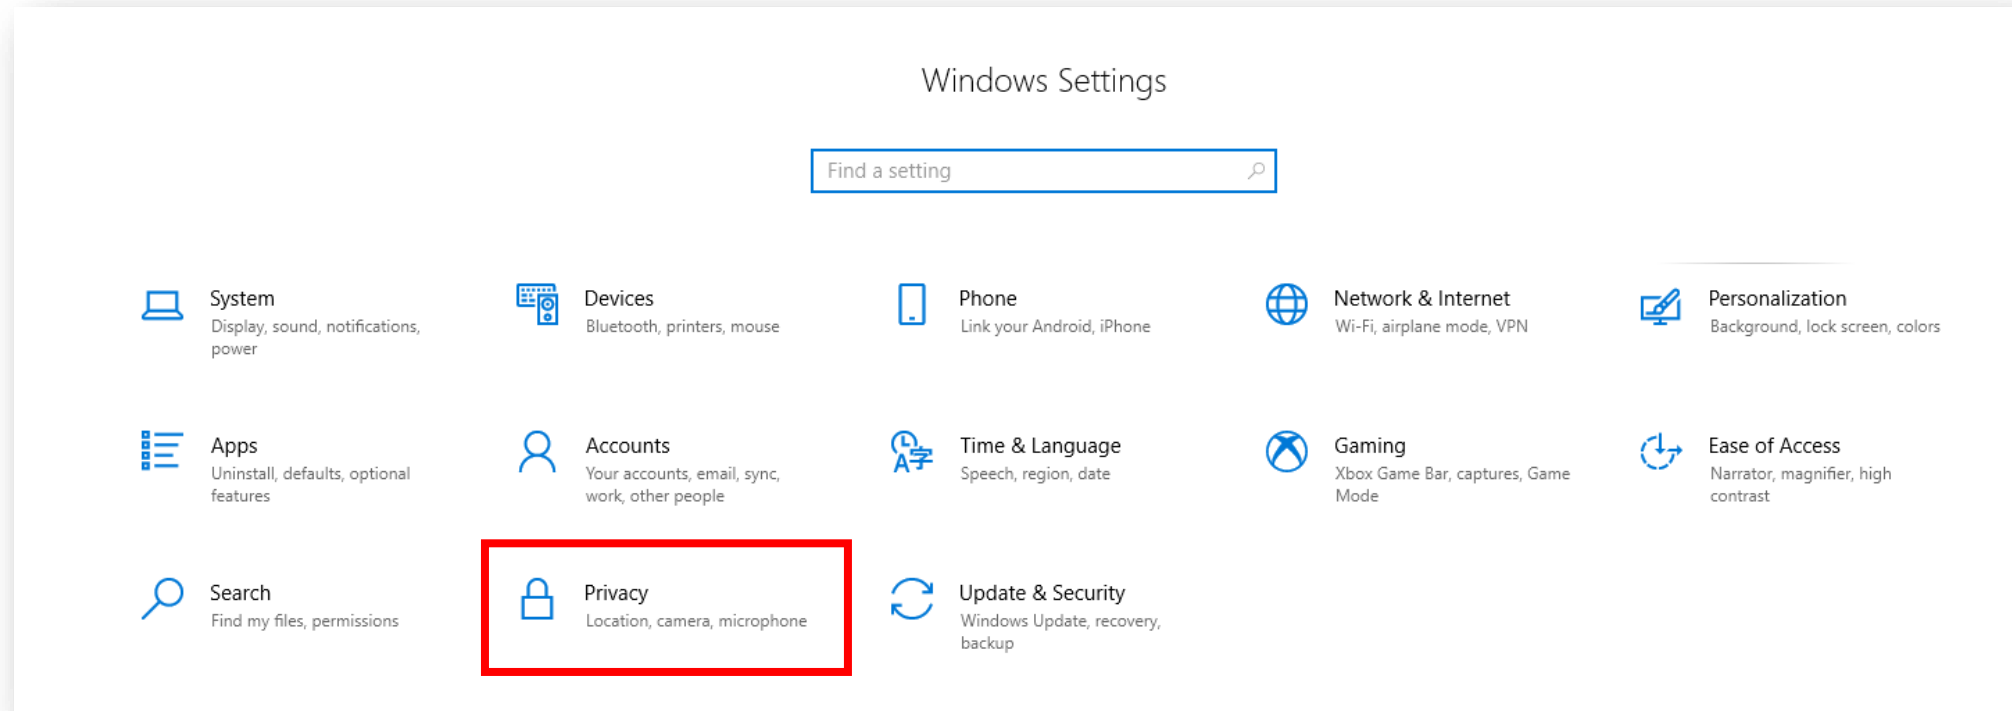 Windows Settings
Find a setting
System
Display, sound, notifications,
power
Devices
Bluetooth, printers, mouse
Phone
Link your Android, iPhone
Network & Internet
Wi-Fi, airplane mode, VPN
Personalization
Background, lock screen, colors
Apps
Uninstall, defaults, optional
features
Accounts
Your accounts, email, sync,
work, other people
Time & Language
Speech, region, date
Gaming
Xbox Game Bar, captures, Game
Mode
Ease of Access
Narrator, magnifier, high
contrast
Search
Find my files, permissions
Privacy
Location, camera, microphone
Update & Security
Windows Update, recovery,
backup